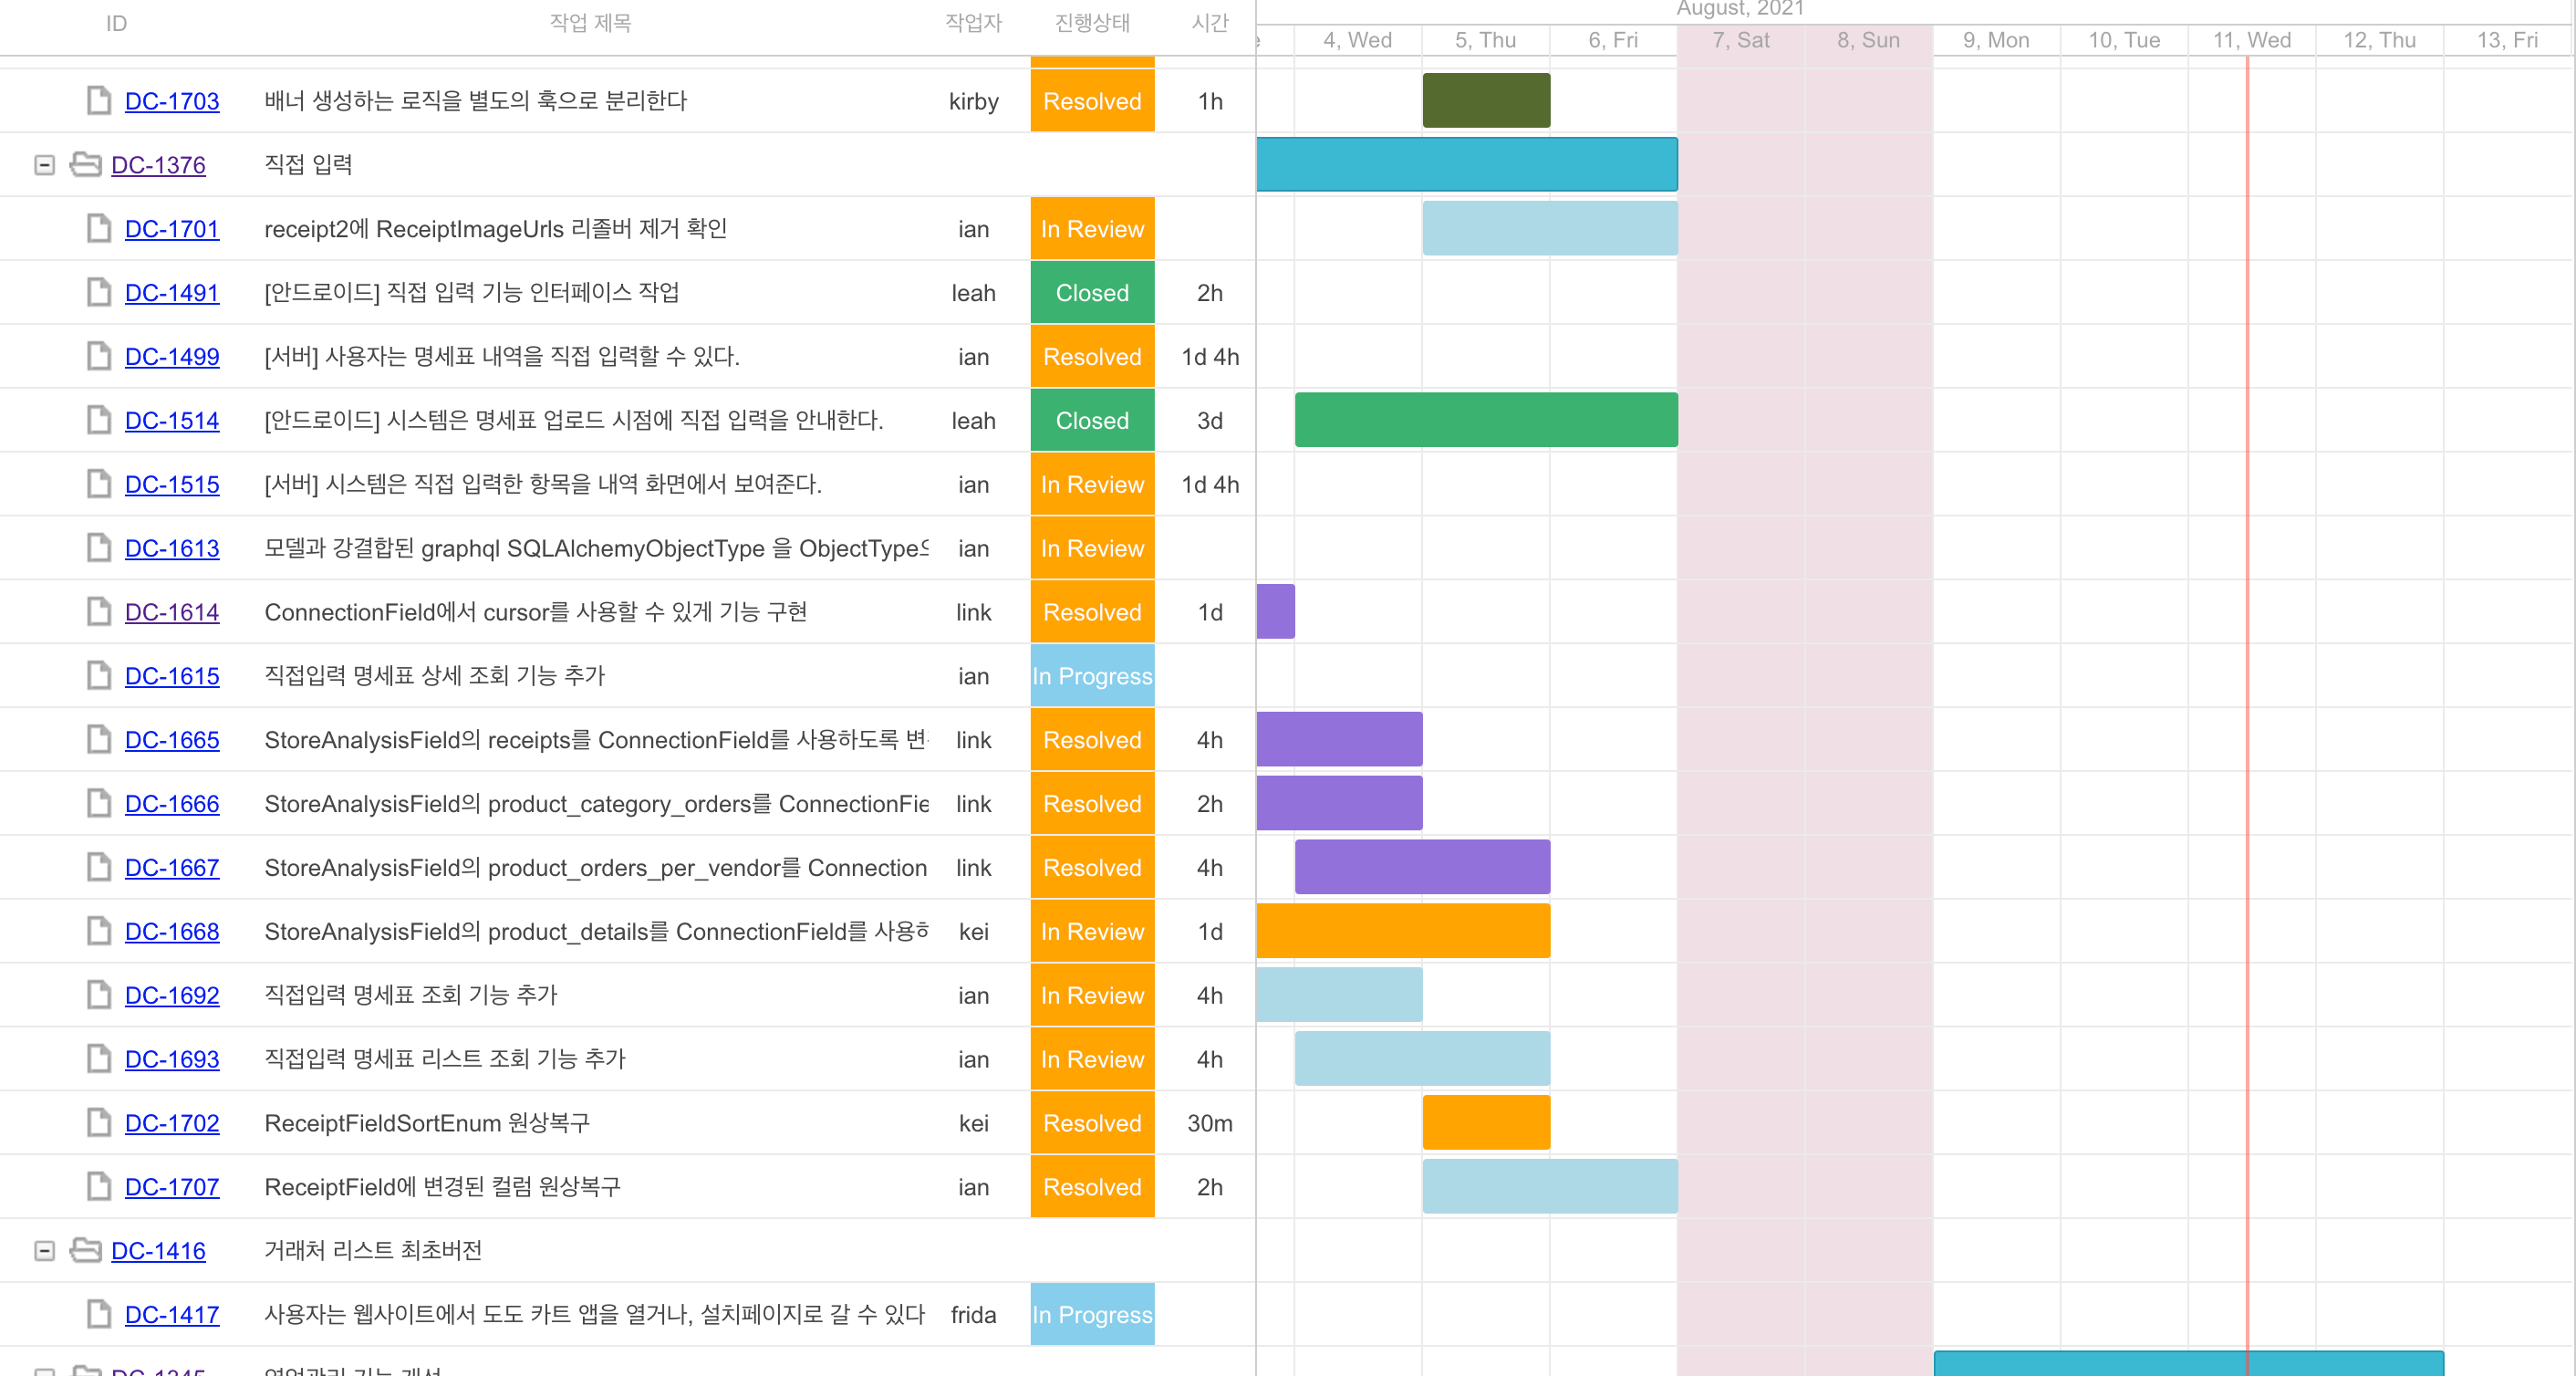 August, 2021
ID 작업 제목 작업자 진행상태 시간
4, Wed 5, Thu 6, Fri 7, Sat 8, Sun 9, Mon 10, Tue 11, Wed 12, Thu 13, Fri
DC-1703 배너 생성하는 로직을 별도의 훅으로 분리한다 kirby Resolved 1h
DC-1376 직접 입력
DC-1701 receipt2에 ReceiptImageUrls 리졸버 제거 확인 ian In Review
DC-1491 [안드로이드] 직접 입력 기능 인터페이스 작업 leah Closed 2h
DC-1499 [서버] 사용자는 명세표 내역을 직접 입력할 수 있다. ian Resolved 1d 4h
DC-1514 [안드로이드] 시스템은 명세표 업로드 시점에 직접 입력을 안내한다. leah Closed 3d
DC-1515 [서버] 시스템은 직접 입력한 항목을 내역 화면에서 보여준다. ian In Review 1d 4h
DC-1613 모델과 강결합된 graphql SQLAlchemyObjectType 을 ObjectType ian In Review
DC-1614 ConnectionField에서 cursor를 사용할 수 있게 기능 구현 link Resolved 1d
DC-1615 직접입력 명세표 상세 조회 기능 추가 ian In Progress
DC-1665 StoreAnalysisField의 receipts를 ConnectionField를 사용하도록 변 link Resolved 4h
DC-1666 StoreAnalysisField의 product_category_orders를 ConnectionFie link Resolved 2h
DC-1667 StoreAnalysisField의 product_orders_per_vendor를 Connection link Resolved 4h
DC-1668 StoreAnalysisField의 product_details를 ConnectionField를 사용 kei In Review 1d
DC-1692 직접입력 명세표 조회 기능 추가 ian In Review 4h
DC-1693 직접입력 명세표 리스트 조회 기능 추가 ian In Review 4h
DC-1702 ReceiptFieldSortEnum 원상복구 kei Resolved 30m
DC-1707 ReceiptField에 변경된 컬럼 원상복구 ian Resolved 2h
DC-1416 거래처 리스트 최초버전
DC-1417 사용자는 웹사이트에서 도도 카트 앱을 열거나, 설치페이지로 갈 수 있다 frida In Progress